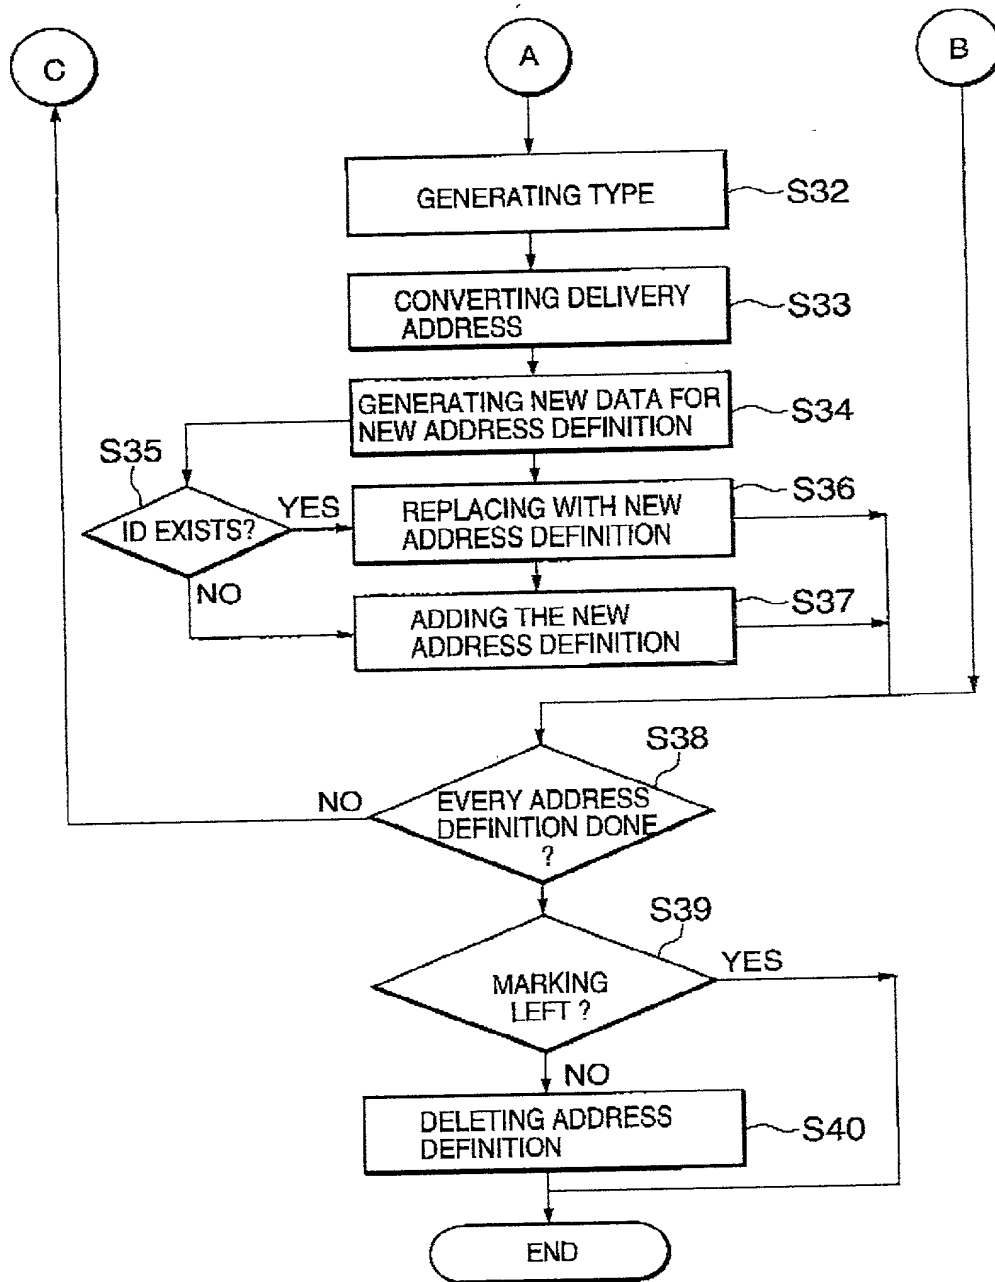 C
A
B
GENERATING TYPE
S32
CONVERTING DELIVERY
ADDRESS
S33
GENERATING NEW DATA FOR
NEW ADDRESS DEFINITION
S34
S35
ID EXISTS?
YES
NO
REPLACING WITH NEW
ADDRESS DEFINITION
S36
ADDING THE NEW
ADDRESS DEFINITION
S37
S38
EVERY ADDRESS
DEFINITION DONE
?
NO
S39
MARKING
LEFT ?
YES
NO
DELETING ADDRESS
DEFINITION
S40
END